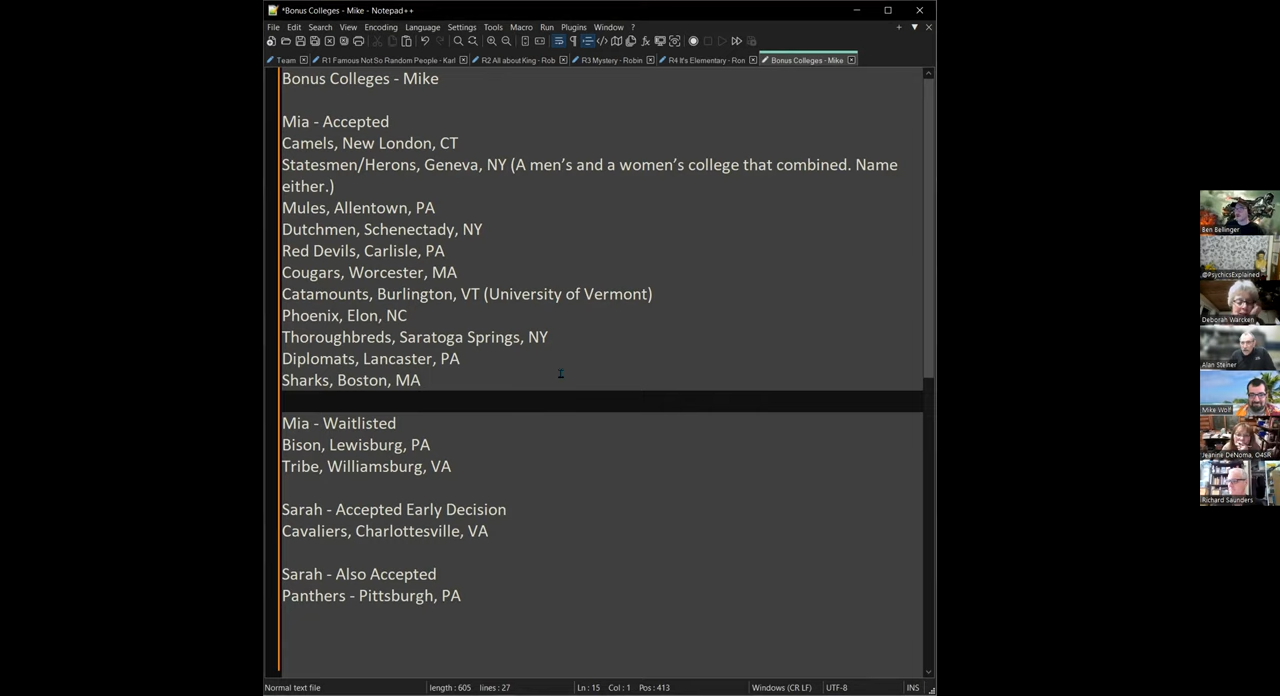 *Bonus Colleges - Mike - Notepad++
File Edit Search View Encoding Language Settings Tools Macro Run Plugins Window ?
Team R1 Famous Not So Random People - Karl R2 All about King - Rob R3 Mystery - Robin R4 It's Elementary - Ron Bonus Colleges - Mike
Bonus Colleges - Mike
Mia - Accepted
Camels, New London, CT
Statesmen/Herons, Geneva, NY (A men's and a women's college that combined. Name
either.)
Mules, Allentown, PA
Dutchmen, Schenectady, NY
Red Devils, Carlisle, PA
Cougars, Worcester, MA
Catamounts, Burlington, VT (University of Vermont)
Phoenix, Elon, NC
Thoroughbreds, Saratoga Springs, NY
Diplomats, Lancaster, PA
Sharks, Boston, MA
Mia - Waitlisted
Bison, Lewisburg, PA
Tribe, Williamsburg, VA
Sarah - Accepted Early Decision
Cavaliers, Charlottesville, VA
Sarah - Also Accepted
Panthers - Pittsburgh, PA
Normal text file length : 605 lines : 27 Ln : 15 Col : 1 Pos : 413 Windows (CR LF) UTF-8 INS
Ben Bellinger
@PsychicsExplained
Deborah Warcken
Alan Steiner
Mike Wolf
Jeanine DeNoma, O4SR
Richard Saunders